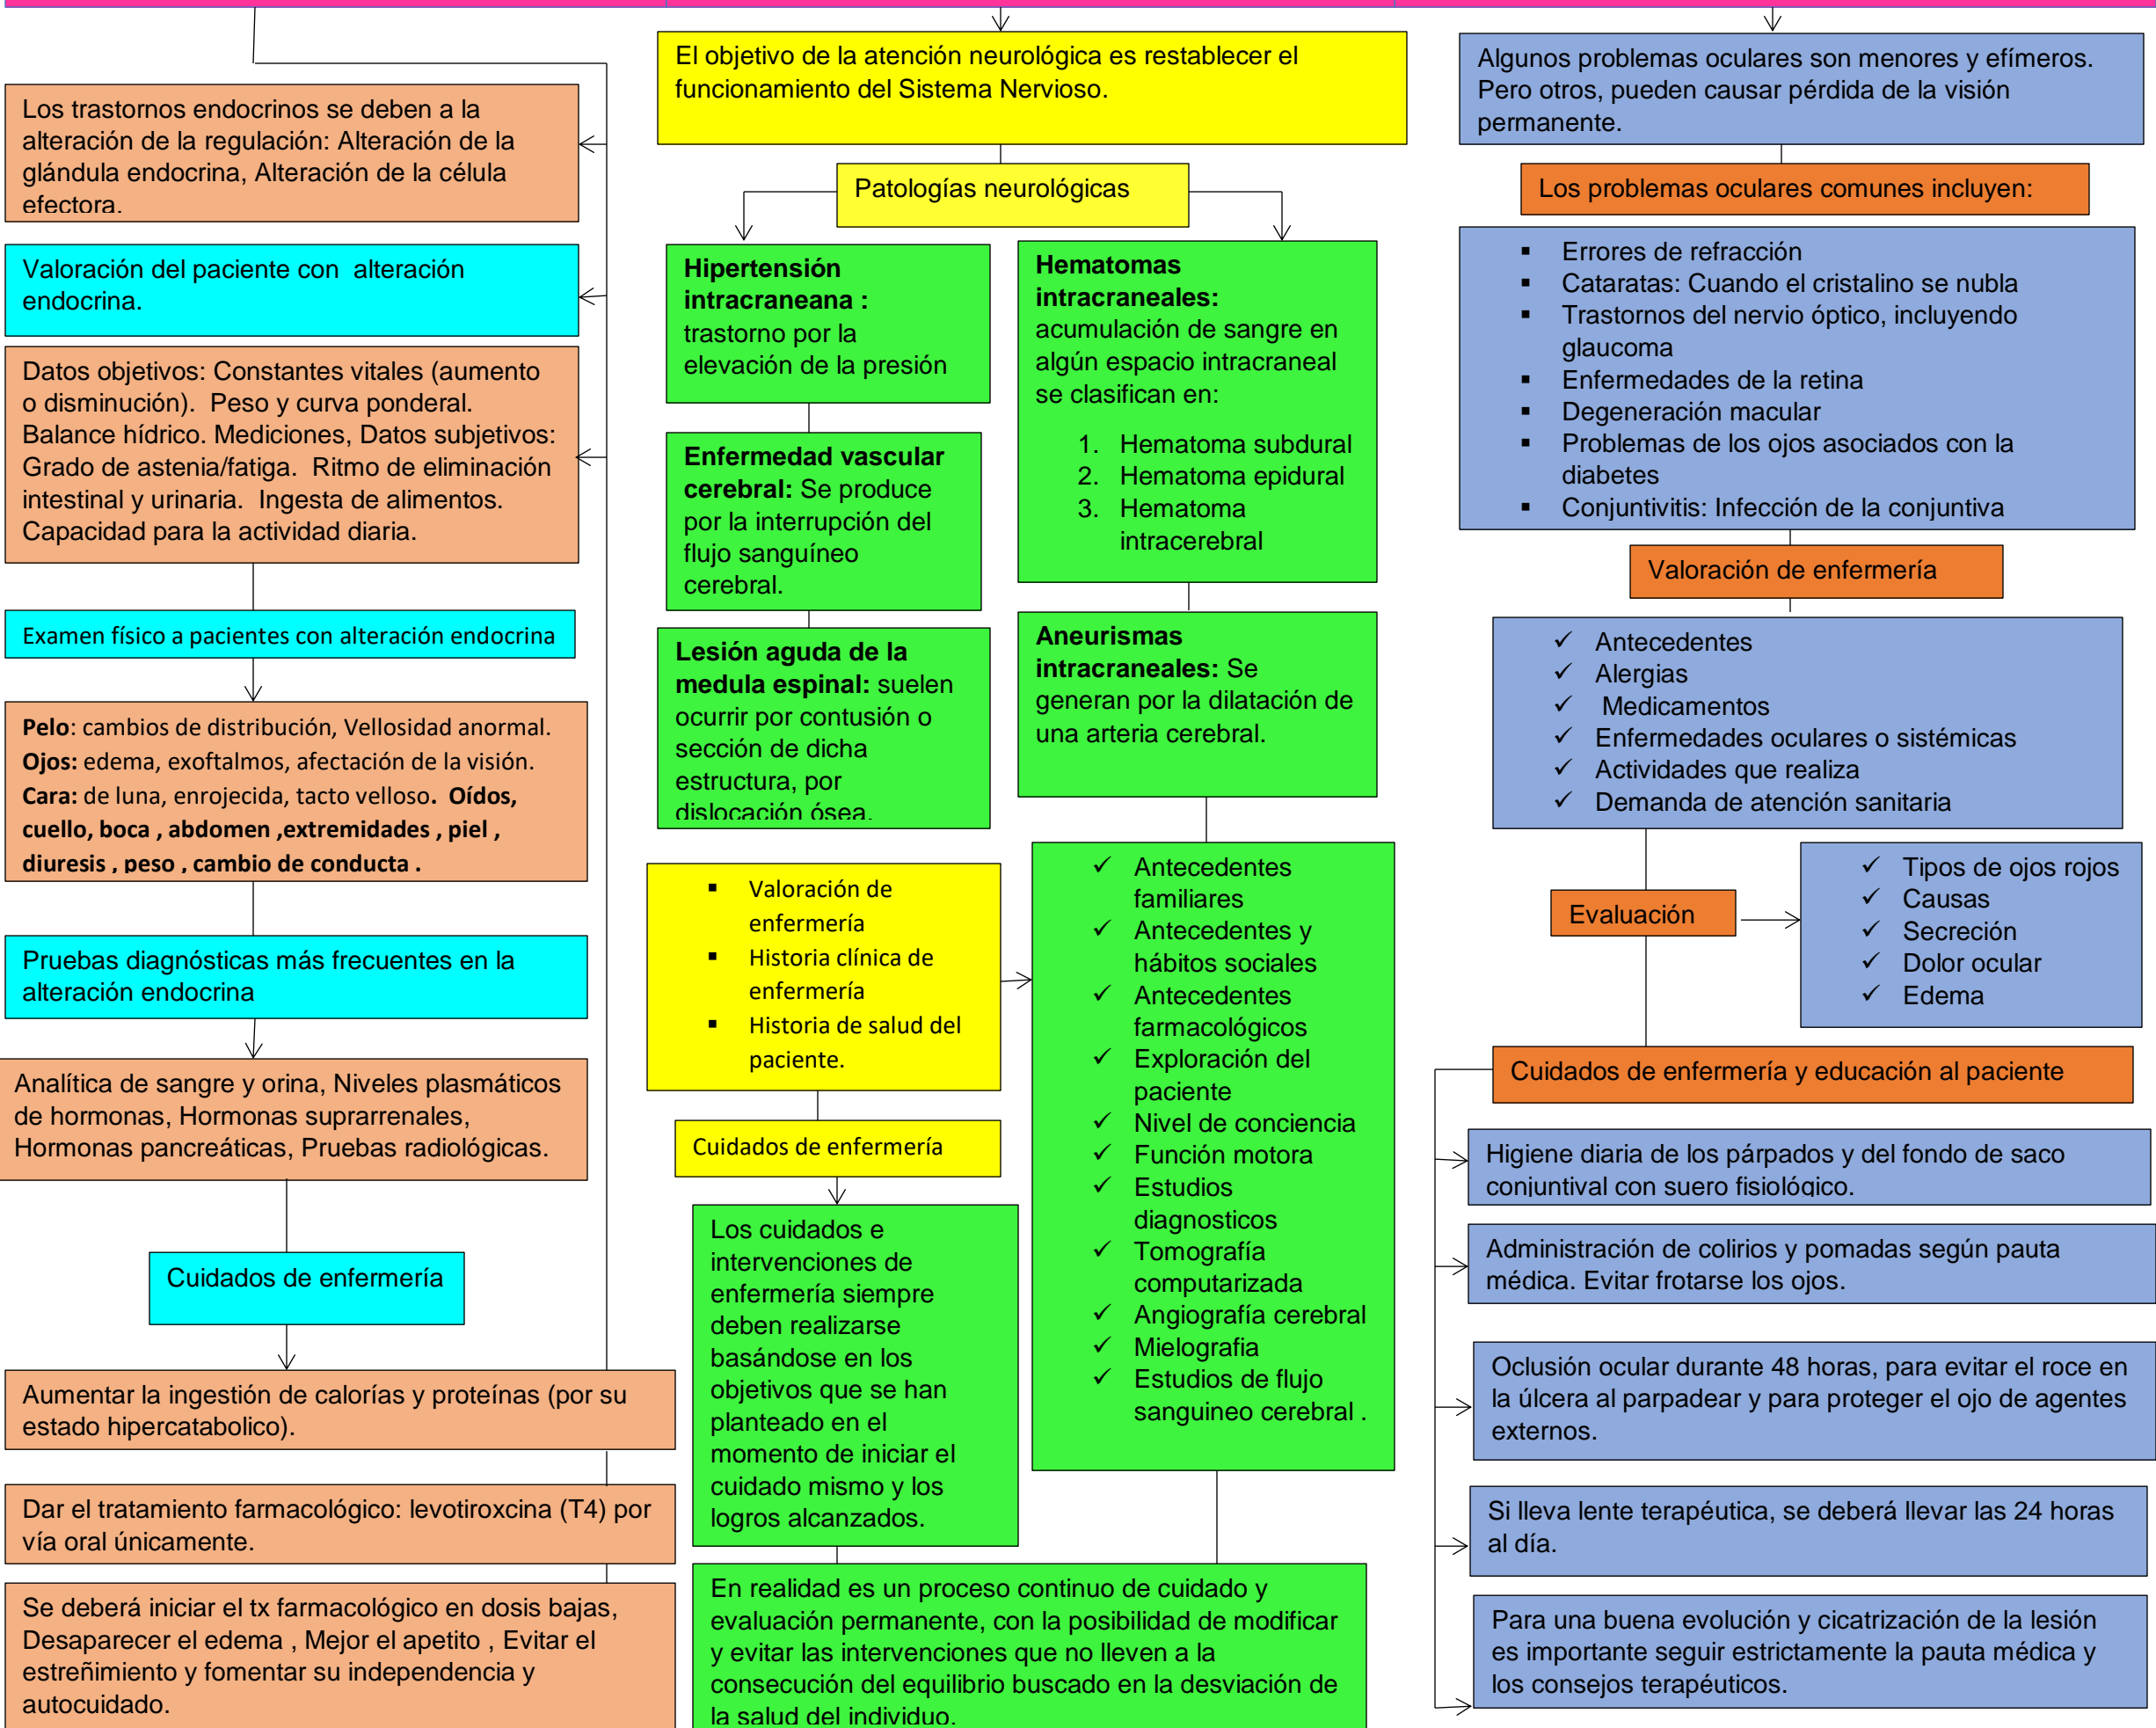 Los trastornos endocrinos se deben a la
alteración de la regulación: Alteración de la
glándula endocrina, Alteración de la célula
efectora.
Valoración del paciente con  alteración
endocrina.
Datos objetivos: Constantes vitales (aumento
o disminución).  Peso y curva ponderal.
Balance hídrico. Mediciones, Datos subjetivos:
Grado de astenia/fatiga.  Ritmo de eliminación
intestinal y urinaria.  Ingesta de alimentos.
Capacidad para la actividad diaria.
Examen físico a pacientes con alteración endocrina
Pelo: cambios de distribución, Vellosidad anormal.
Ojos: edema, exoftalmos, afectación de la visión.
Cara: de luna, enrojecida, tacto velloso.  Oídos,
cuello, boca , abdomen ,extremidades , piel ,
diuresis , peso , cambio de conducta .
Pruebas diagnósticas más frecuentes en la
alteración endocrina
Analítica de sangre y orina, Niveles plasmáticos
de hormonas, Hormonas suprarrenales,
Hormonas pancreáticas, Pruebas radiológicas.
Cuidados de enfermería
Aumentar la ingestión de calorías y proteínas (por su
estado hipercatabolico).
Dar el tratamiento farmacológico: levotiroxcina (T4) por
vía oral únicamente.
Se deberá iniciar el tx farmacológico en dosis bajas,
Desaparecer el edema , Mejor el apetito , Evitar el
estreñimiento y fomentar su independencia y
autocuidado.
El objetivo de la atención neurológica es restablecer el
funcionamiento del Sistema Nervioso.
Patologías neurológicas
Hipertensión
intracraneana :
trastorno por la
elevación de la presión
Enfermedad vascular
cerebral: Se produce
por la interrupción del
flujo sanguíneo
cerebral.
Lesión aguda de la
medula espinal: suelen
ocurrir por contusión o
sección de dicha
estructura, por
dislocación ósea.
Hematomas
intracraneales:
acumulación de sangre en
algún espacio intracraneal
se clasifican en:
1. Hematoma subdural
2. Hematoma epidural
3. Hematoma
intracerebral
Aneurismas
intracraneales: Se
generan por la dilatación de
una arteria cerebral.
▪ Valoración de
enfermería
▪ Historia clínica de
enfermería
▪ Historia de salud del
paciente.
✓ Antecedentes
familiares
✓ Antecedentes y
hábitos sociales
✓ Antecedentes
farmacológicos
✓ Exploración del
paciente
✓ Nivel de conciencia
✓ Función motora
✓ Estudios
diagnosticos
✓ Tomografía
computarizada
✓ Angiografía cerebral
✓ Mielografia
✓ Estudios de flujo
sanguineo cerebral .
Cuidados de enfermería
Los cuidados e
intervenciones de
enfermería siempre
deben realizarse
basándose en los
objetivos que se han
planteado en el
momento de iniciar el
cuidado mismo y los
logros alcanzados.
En realidad es un proceso continuo de cuidado y
evaluación permanente, con la posibilidad de modificar
y evitar las intervenciones que no lleven a la
consecución del equilibrio buscado en la desviación de
la salud del individuo.
Algunos problemas oculares son menores y efímeros.
Pero otros, pueden causar pérdida de la visión
permanente.
Los problemas oculares comunes incluyen:
▪ Errores de refracción
▪ Cataratas: Cuando el cristalino se nubla
▪ Trastornos del nervio óptico, incluyendo
glaucoma
▪ Enfermedades de la retina
▪ Degeneración macular
▪ Problemas de los ojos asociados con la
diabetes
▪ Conjuntivitis: Infección de la conjuntiva
Valoración de enfermería
✓ Antecedentes
✓ Alergias
✓ Medicamentos
✓ Enfermedades oculares o sistémicas
✓ Actividades que realiza
✓ Demanda de atención sanitaria
Evaluación
✓ Tipos de ojos rojos
✓ Causas
✓ Secreción
✓ Dolor ocular
✓ Edema
Cuidados de enfermería y educación al paciente
Higiene diaria de los párpados y del fondo de saco
conjuntival con suero fisiológico.
Administración de colirios y pomadas según pauta
médica. Evitar frotarse los ojos.
Oclusión ocular durante 48 horas, para evitar el roce en
la úlcera al parpadear y para proteger el ojo de agentes
externos.
Si lleva lente terapéutica, se deberá llevar las 24 horas
al día.
Para una buena evolución y cicatrización de la lesión
es importante seguir estrictamente la pauta médica y
los consejos terapéuticos.